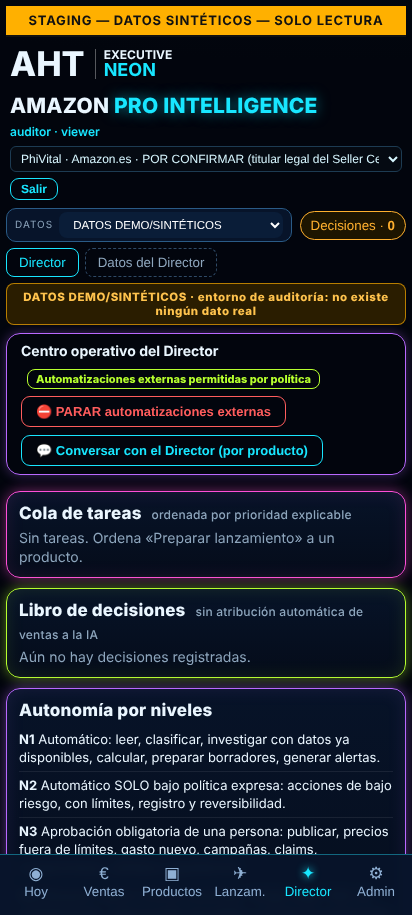 STAGING — DATOS SINTÉTICOS — SOLO LECTURA
AHT
EXECUTIVE
NEON
AMAZON PRO INTELLIGENCE
auditor · viewer
PhiVital · Amazon.es · POR CONFIRMAR (titular legal del Seller Ce
Salir
DATOS DATOS DEMO/SINTÉTICOS
Decisiones · 0
Director
Datos del Director
DATOS DEMO/SINTÉTICOS · entorno de auditoría: no existe
ningún dato real
Centro operativo del Director
Automatizaciones externas permitidas por política
⛔ PARAR automatizaciones externas
💬 Conversar con el Director (por producto)
Cola de tareas ordenada por prioridad explicable
Sin tareas. Ordena «Preparar lanzamiento» a un
producto.
Libro de decisiones sin atribución automática de
ventas a la IA
Aún no hay decisiones registradas.
Autonomía por niveles
N1 Automático: leer, clasificar, investigar con datos ya
disponibles, calcular, preparar borradores, generar alertas.
N2 Automático SOLO bajo política expresa: acciones de bajo
riesgo, con límites, registro y reversibilidad.
N3 Aprobación obligatoria de una persona: publicar, precios
fuera de límites, gasto nuevo, campañas, claims,
Hoy
€
Ventas
Productos
Lanzam.
Director
Admin